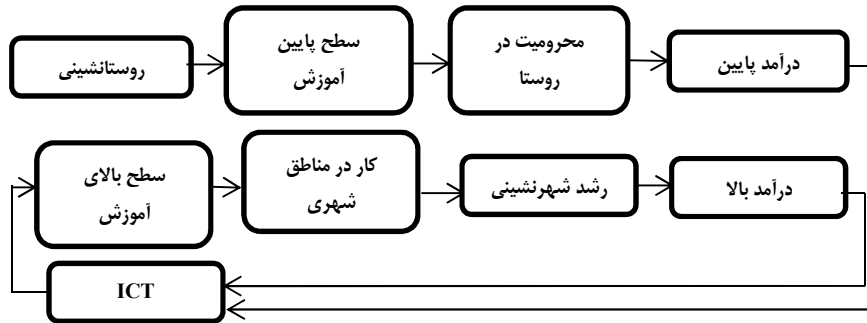 روستانشینی
سطح پایین
آموزش
محرومیت در
روستا
درآمد پایین
سطح بالای
آموزش
کار در مناطق
شهری
رشد شهرنشینی
درآمد بالا
ICT